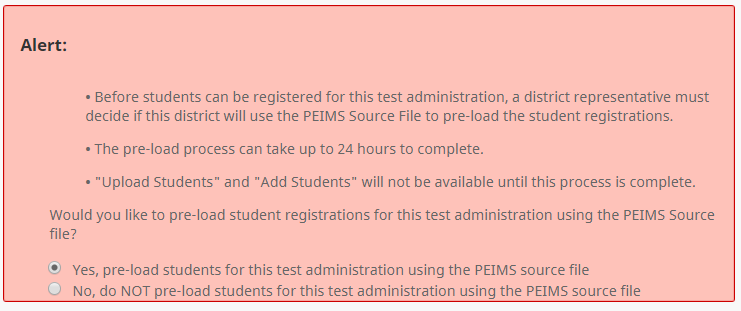 Alert:
• Before students can be registered for this test administration, a district representative must
decide if this district will use the PEIMS Source File to pre-load the student registrations.
• The pre-load process can take up to 24 hours to complete.
• "Upload Students" and "Add Students" will not be available until this process is complete.
Would you like to pre-load student registrations for this test administration using the PEIMS Source
file?
Yes, pre-load students for this test administration using the PEIMS source file
No, do NOT pre-load students for this test administration using the PEIMS source file